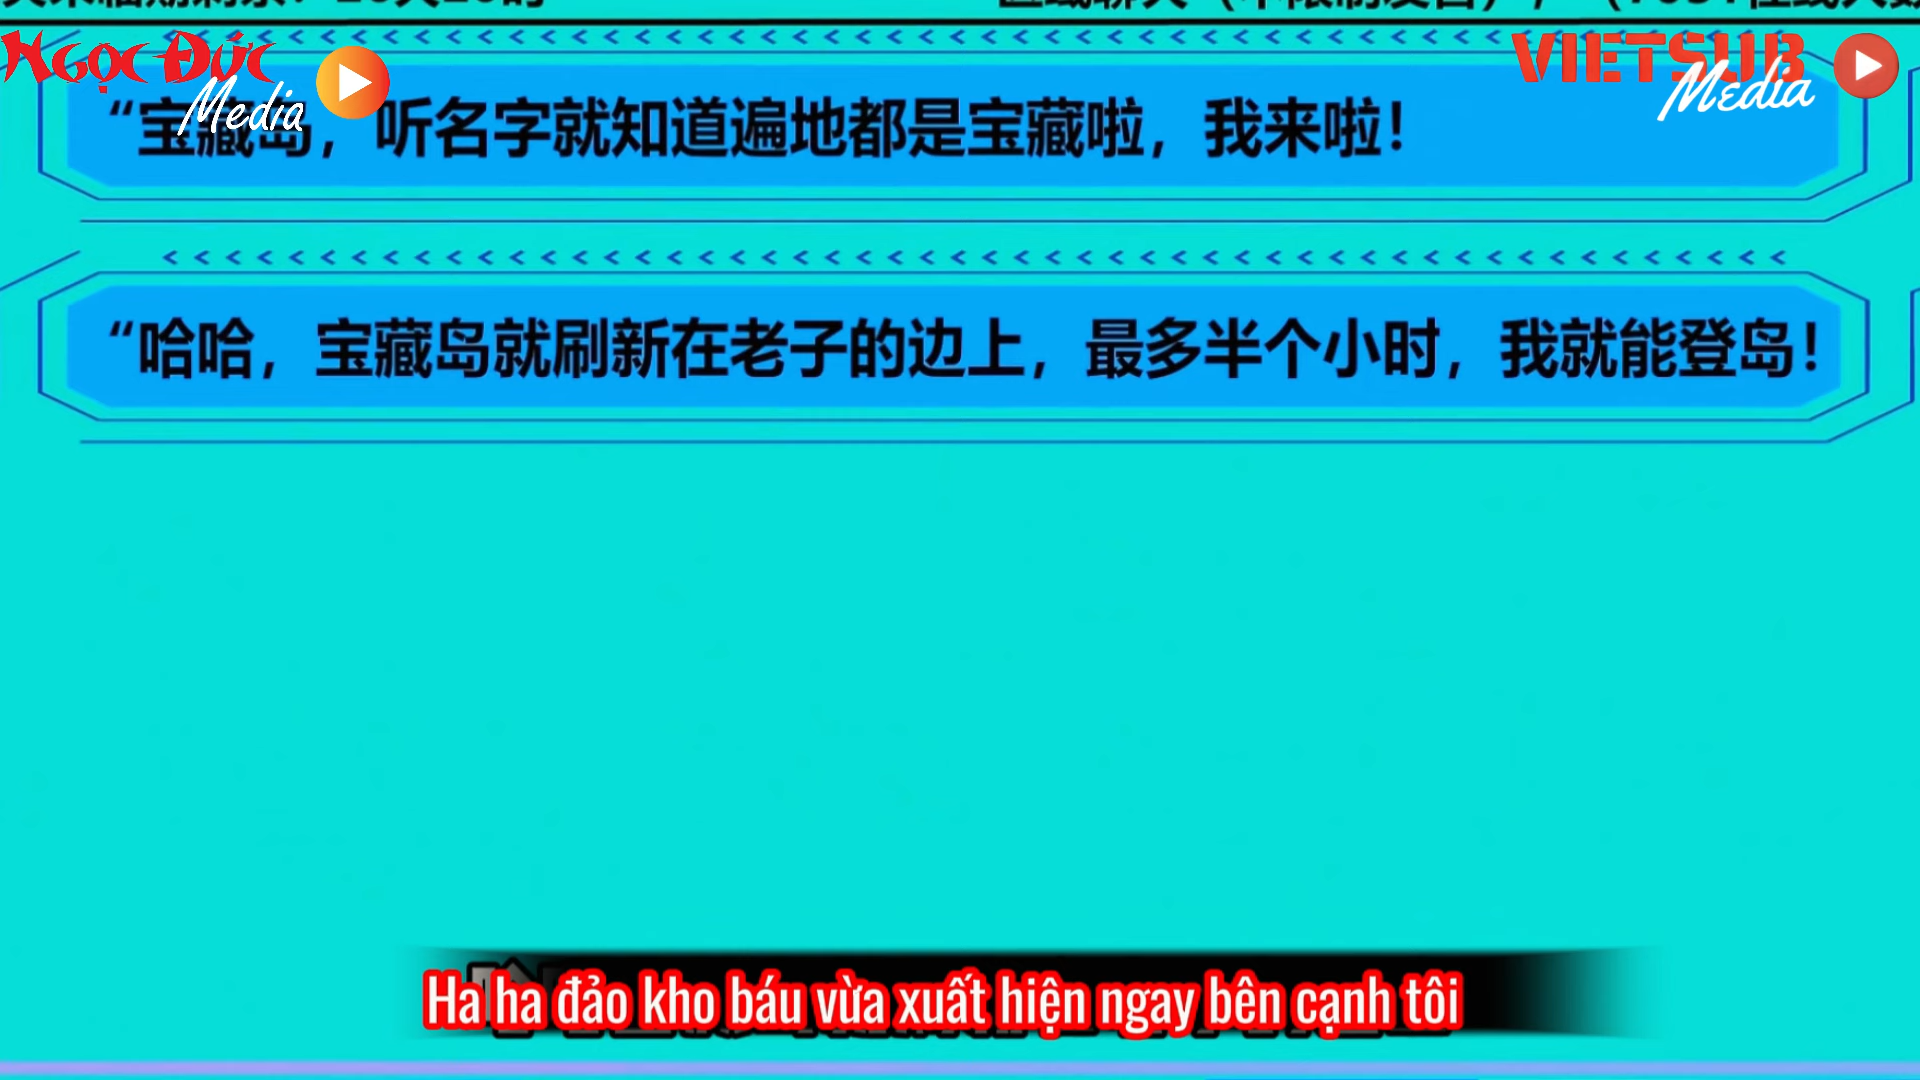 Ngọc Đức
Media
VIETSUB
Media
“宝藏岛，听名字就知道遍地都是宝藏啦，我来啦！
“哈哈，宝藏岛就刷新在老子的边上，最多半个小时，我就能登岛！
Ha ha đảo kho báu vừa xuất hiện ngay bên cạnh tôi